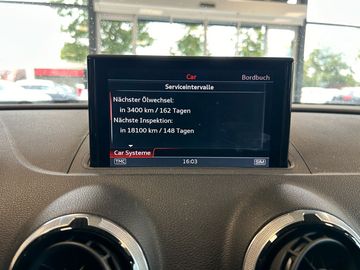 Car
Bordbuch
Serviceintervalle
Nächster Ölwechsel:
in 3400 km / 162 Tagen
Nächste Inspektion:
in 18100 km / 148 Tagen
Car Systeme
TMC
16:03
SIM